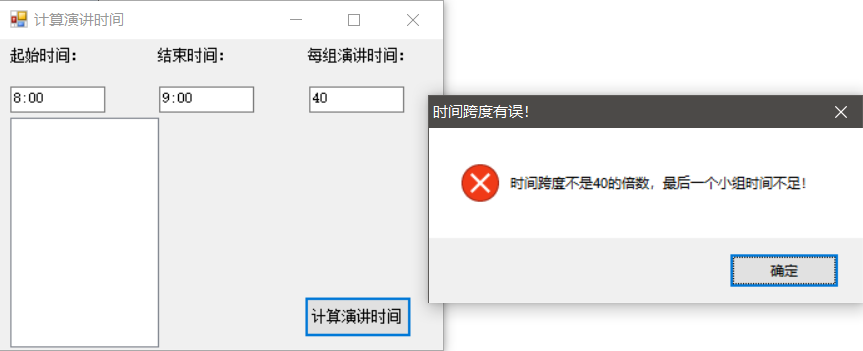 计算演讲时间
起始时间：
结束时间：
每组演讲时间：
8:00
9:00
40
计算演讲时间
时间跨度有误！
时间跨度不是40的倍数，最后一个小组时间不足！
确定